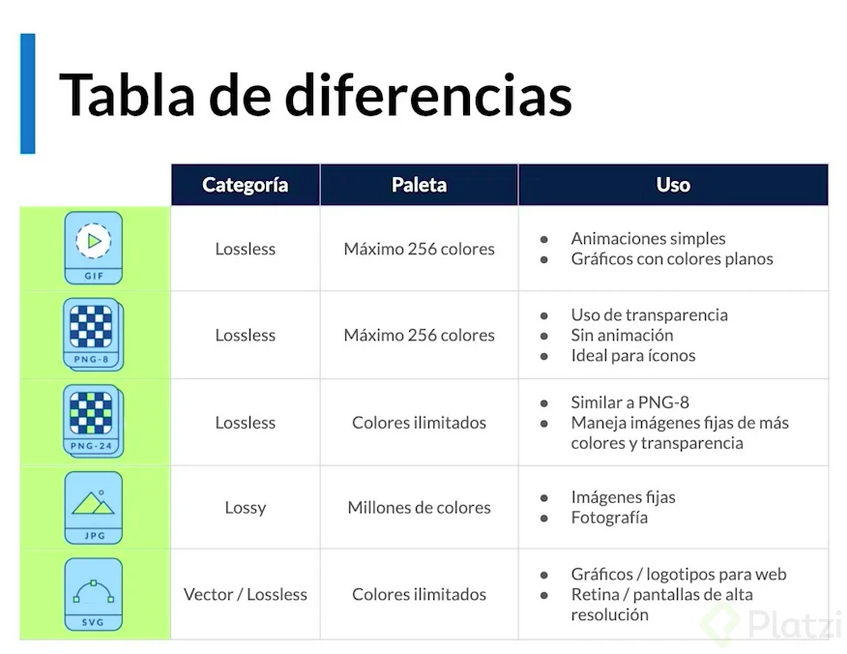 Tabla de diferencias
Categoría Paleta Uso
GIF
Lossless
Máximo 256 colores
● Animaciones simples
● Gráficos con colores planos
PNG-8
Lossless
Máximo 256 colores
● Uso de transparencia
● Sin animación
● Ideal para íconos
PNG-24
Lossless
Colores ilimitados
● Similar a PNG-8
● Maneja imágenes fijas de más
colores y transparencia
JPG
Lossy
Millones de colores
● Imágenes fijas
● Fotografía
SVG
Vector / Lossless
Colores ilimitados
● Gráficos / logotipos para web
● Retina / pantallas de alta
resolución
Platzi